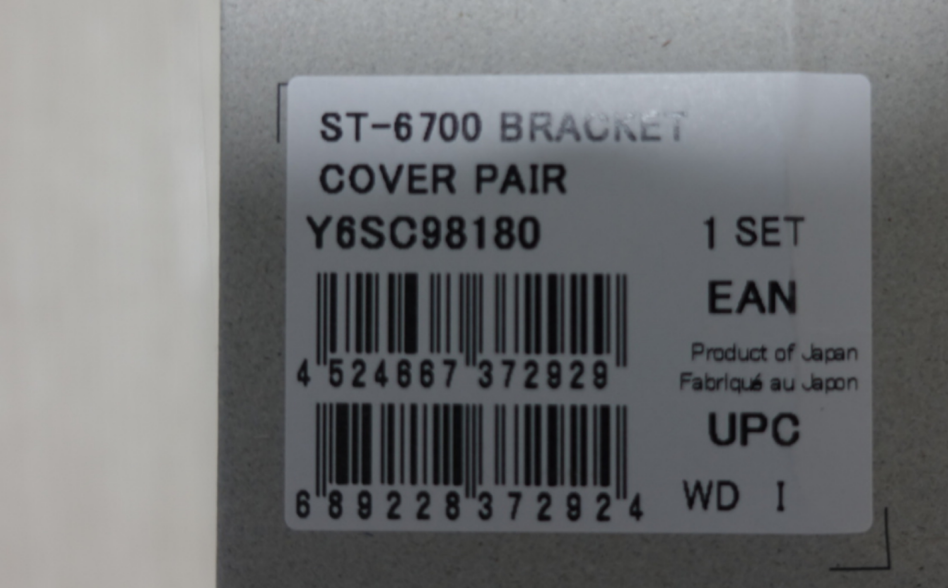 ST-6700 BRACKET
COVER PAIR
Y6SC98180 1 SET
EAN
4 524667 372929
Product of Japan
Fabriqué au Japon
UPC
6 89228 37292 4
WD I